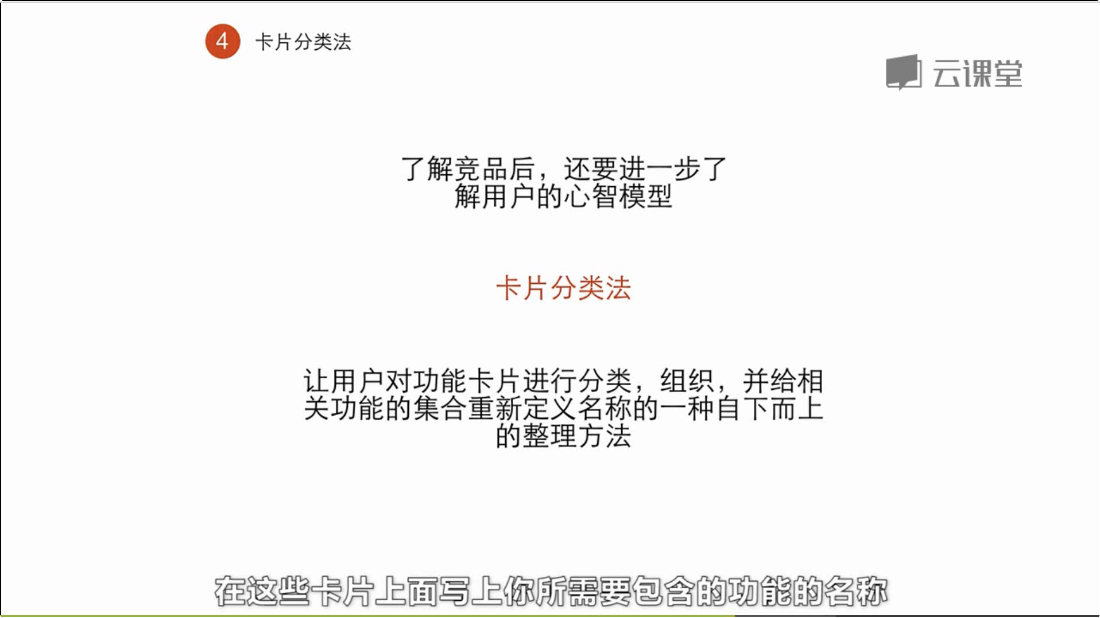 4 卡片分类法
云课堂
了解竞品后，还要进一步了
解用户的心智模型
卡片分类法
让用户对功能卡片进行分类，组织，并给相
关功能的集合重新定义名称的一种自下而上
的整理方法
在这些卡片上面写上你所需要包含的功能的名称